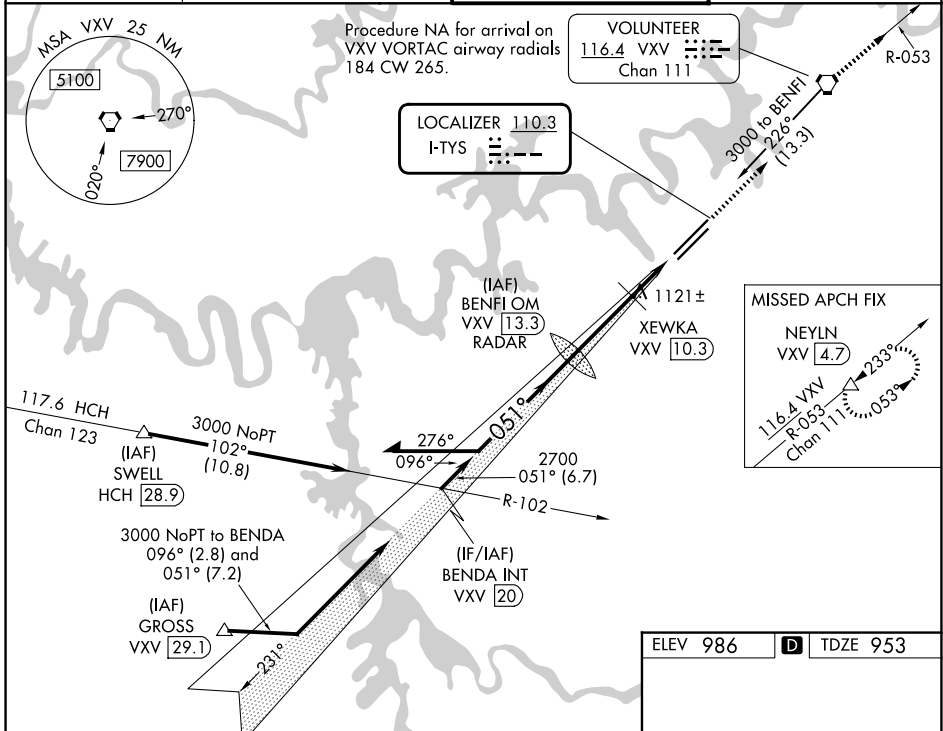 MSA VXV 25 NM
5100
270°
020°
7900
Procedure NA for arrival on
VXV VORTAC airway radials
184 CW 265.
VOLUNTEER
116.4 VXV
Chan 111
R-053
LOCALIZER 110.3
I-TYS
3000 to BENFI
226°
(13.3)
(IAF)
BENFI OM
VXV 13.3
RADAR
1121±
XEWKA
VXV 10.3
MISSED APCH FIX
NEYLN
VXV 4.7
233°
053°
116.4 VXV
R-053
Chan 111
117.6 HCH
Chan 123
3000 NoPT
102°
(10.8)
(IAF)
SWELL
HCH 28.9
276°
096°
051°
2700
051° (6.7)
R-102
3000 NoPT to BENDA
096° (2.8) and
051° (7.2)
(IF/IAF)
BENDA INT
VXV 20
(IAF)
GROSS
VXV 29.1
231°
ELEV 986 D TDZE 953